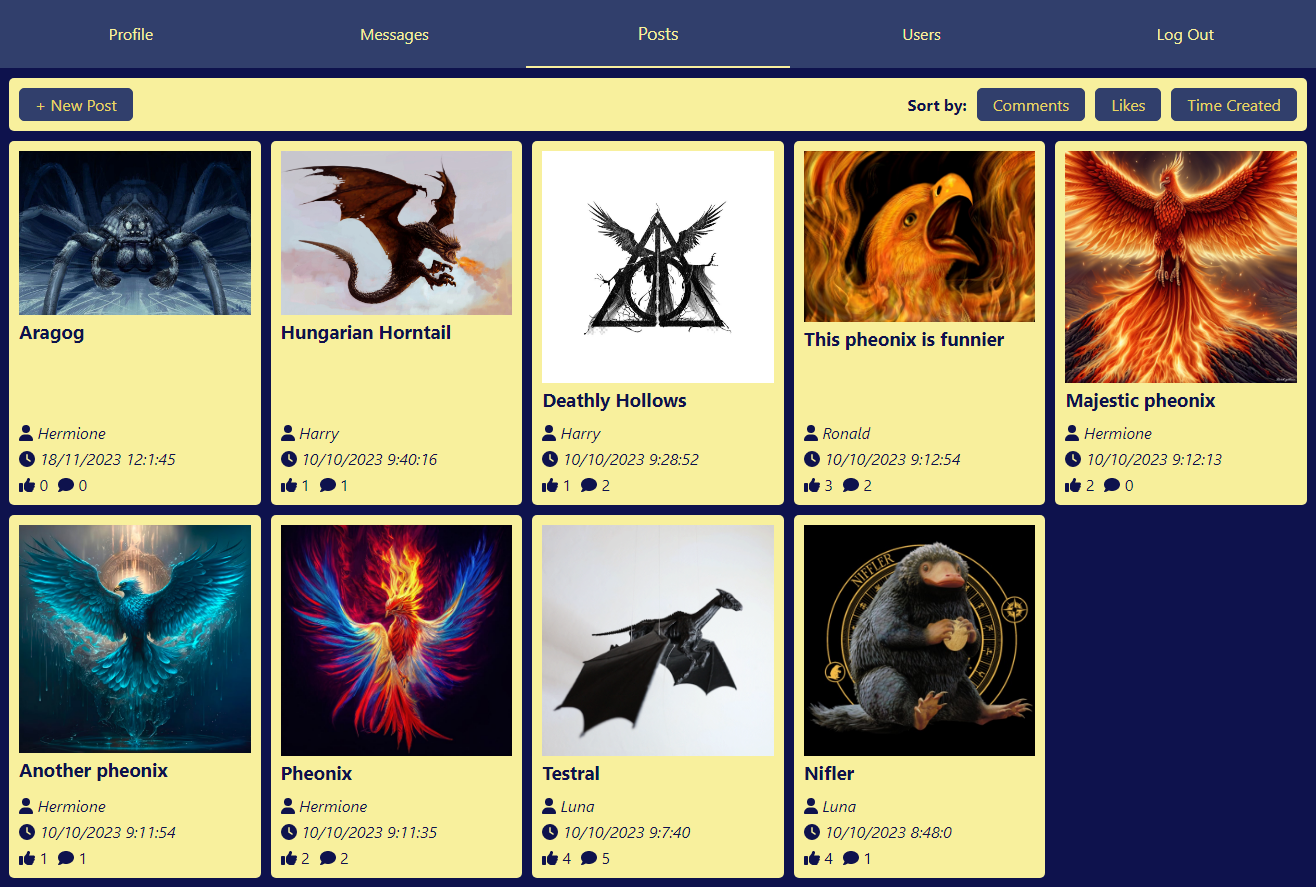 Profile
Messages
Posts
Users
Log Out
+ New Post
Sort by:
Comments
Likes
Time Created
Aragog
Hermione
18/11/2023 12:1:45
0 0
Hungarian Horntail
Harry
10/10/2023 9:40:16
1 1
Deathly Hollows
Harry
10/10/2023 9:28:52
1 2
This pheonix is funnier
Ronald
10/10/2023 9:12:54
3 2
Majestic pheonix
Hermione
10/10/2023 9:12:13
2 0
Another pheonix
Hermione
10/10/2023 9:11:54
1 1
Pheonix
Hermione
10/10/2023 9:11:35
2 2
Testral
Luna
10/10/2023 9:7:40
4 5
NIFFLER
Nifler
Luna
10/10/2023 8:48:0
4 1